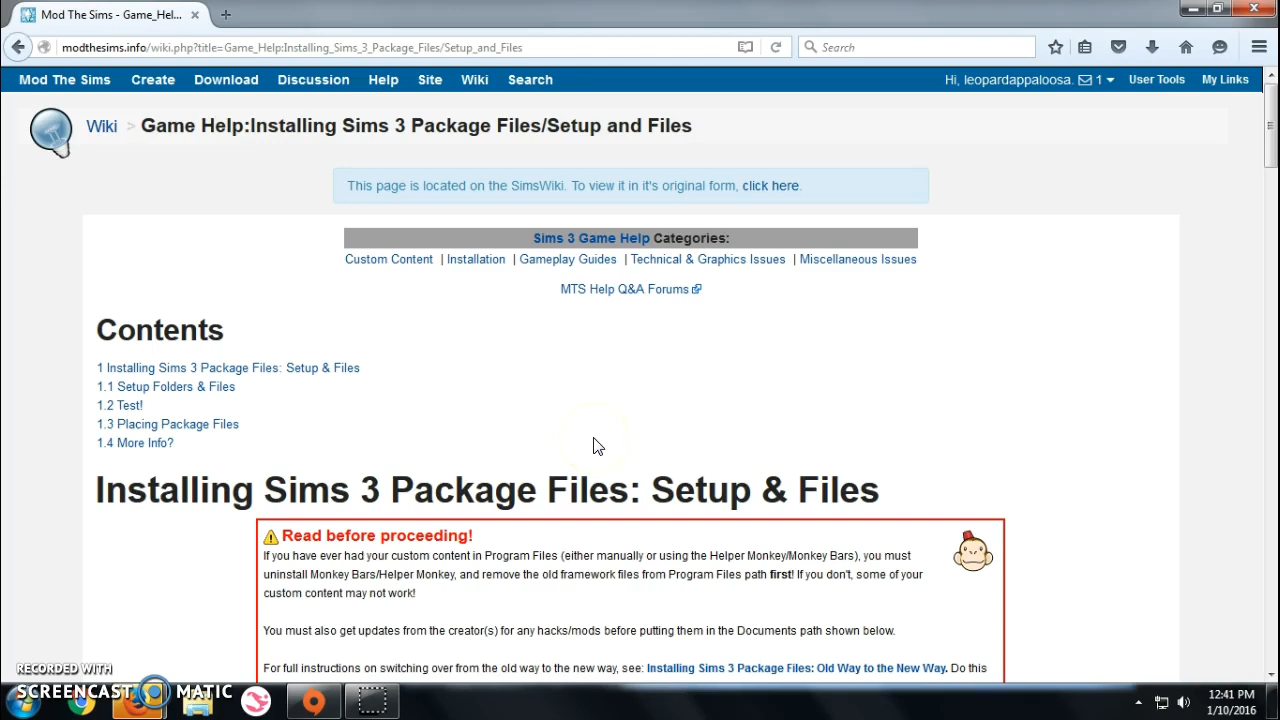 Mod The Sims - Game_Hel...
modthesims.info/wiki.php?title=Game_Help:Installing_Sims_3_Package_Files/Setup_and_Files
Search
Mod The Sims Create Download Discussion Help Site Wiki Search Hi, leopardappaloosa. 1 User Tools My Links
Wiki > Game Help:Installing Sims 3 Package Files/Setup and Files
This page is located on the SimsWiki. To view it in it's original form, click here.
Sims 3 Game Help Categories:
Custom Content | Installation | Gameplay Guides | Technical & Graphics Issues | Miscellaneous Issues
MTS Help Q&A Forums
Contents
1 Installing Sims 3 Package Files: Setup & Files
1.1 Setup Folders & Files
1.2 Test!
1.3 Placing Package Files
1.4 More Info?
Installing Sims 3 Package Files: Setup & Files
Read before proceeding!
If you have ever had your custom content in Program Files (either manually or using the Helper Monkey/Monkey Bars), you must
uninstall Monkey Bars/Helper Monkey, and remove the old framework files from Program Files path first! If you don't, some of your
custom content may not work!
You must also get updates from the creator(s) for any hacks/mods before putting them in the Documents path shown below.
For full instructions on switching over from the old way to the new way, see: Installing Sims 3 Package Files: Old Way to the New Way. Do this
RECORDED WITH
SCREENCAST MATIC
12:41 PM
1/10/2016